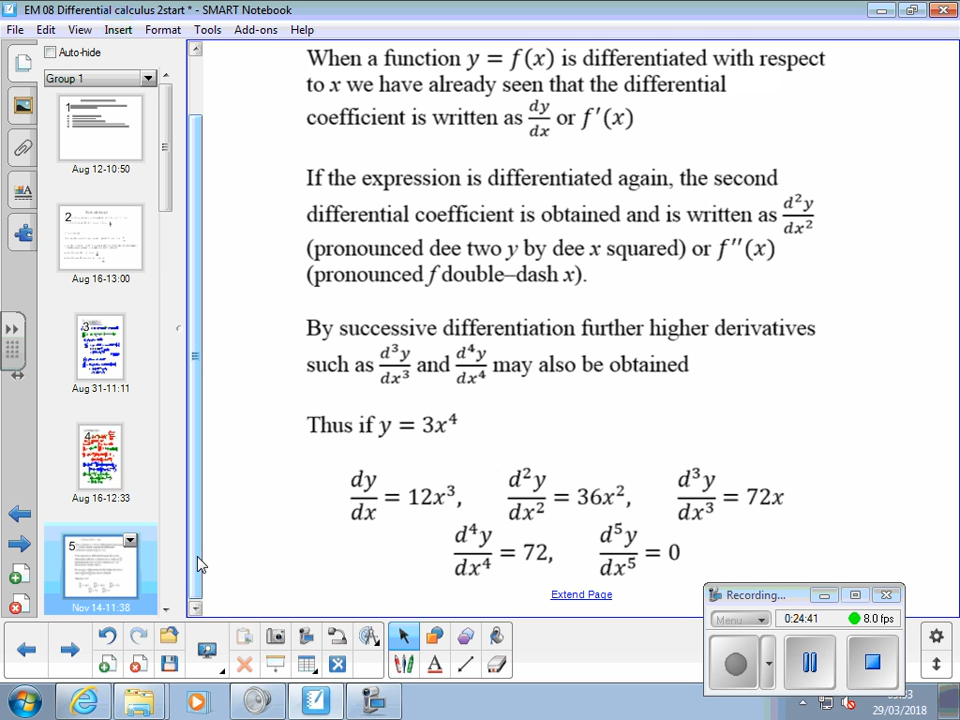 EM 08 Differential calculus 2start * - SMART Notebook
File Edit View Insert Format Tools Add-ons Help
Auto-hide
Group 1
1
Aug 12-10:50
2
Aug 16-13:00
3
Aug 31-11:11
4
Aug 16-12:33
5
Nov 14-11:38
When a function y = f(x) is differentiated with respect
to x we have already seen that the differential
coefficient is written as dy/dx or f′(x)
If the expression is differentiated again, the second
differential coefficient is obtained and is written as d²y/dx²
(pronounced dee two y by dee x squared) or f″(x)
(pronounced f double–dash x).
By successive differentiation further higher derivatives
such as d³y/dx³ and d⁴y/dx⁴ may also be obtained
Thus if y = 3x⁴
dy/dx = 12x³, d²y/dx² = 36x², d³y/dx³ = 72x
d⁴y/dx⁴ = 72, d⁵y/dx⁵ = 0
Extend Page
Recording...
Menu
0:24:41
8.0 fps
29/03/2018